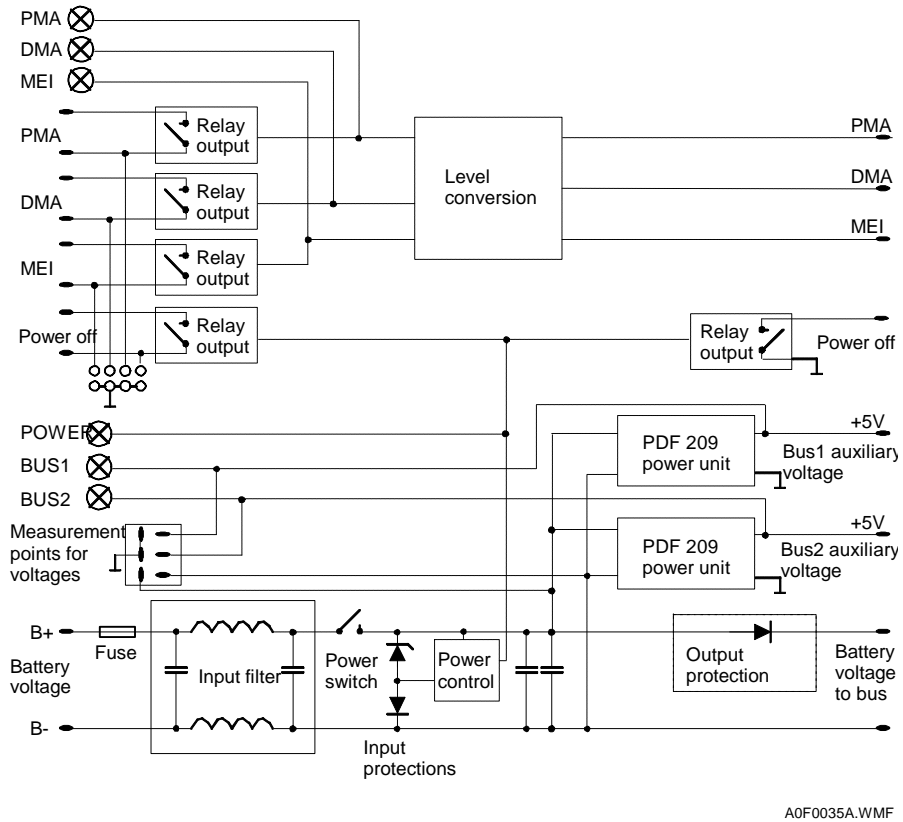 PMA
DMA
MEI
PMA
Relay
output
Level
conversion
PMA
DMA
Relay
output
DMA
MEI
MEI
Relay
output
Power off
Relay
output
Relay
output
Power off
POWER
BUS1
BUS2
PDF 209
power unit
+5V
Bus1 auxiliary
voltage
Measurement
points for
voltages
PDF 209
power unit
+5V
Bus2 auxiliary
voltage
B+
Fuse
Battery
voltage
Input filter
Power
switch
Power
control
Output
protection
Battery
voltage
to bus
B-
Input
protections
A0F0035A.WMF